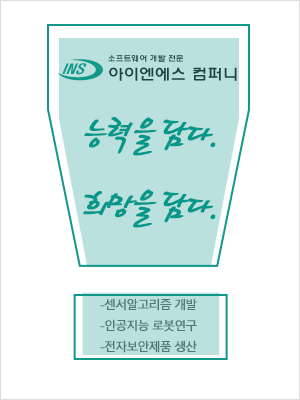 소프트웨어 개발 전문
INS 아이엔에스 컴퍼니
능력을 담다.
희망을 담다.
-센서알고리즘 개발
-인공지능 로봇연구
-전자보안제품 생산